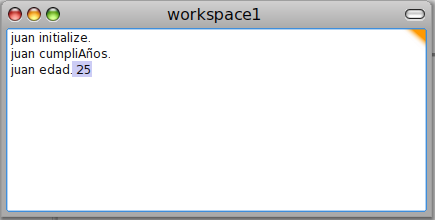 workspace1
juan initialize.
juan cumpliAños.
juan edad. 25